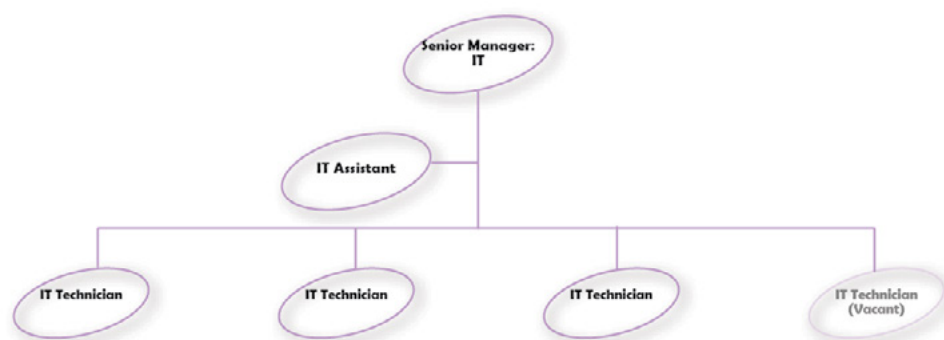 Senior Manager:
IT
IT Assistant
IT Technician
IT Technician
IT Technician
IT Technician
(Vacant)